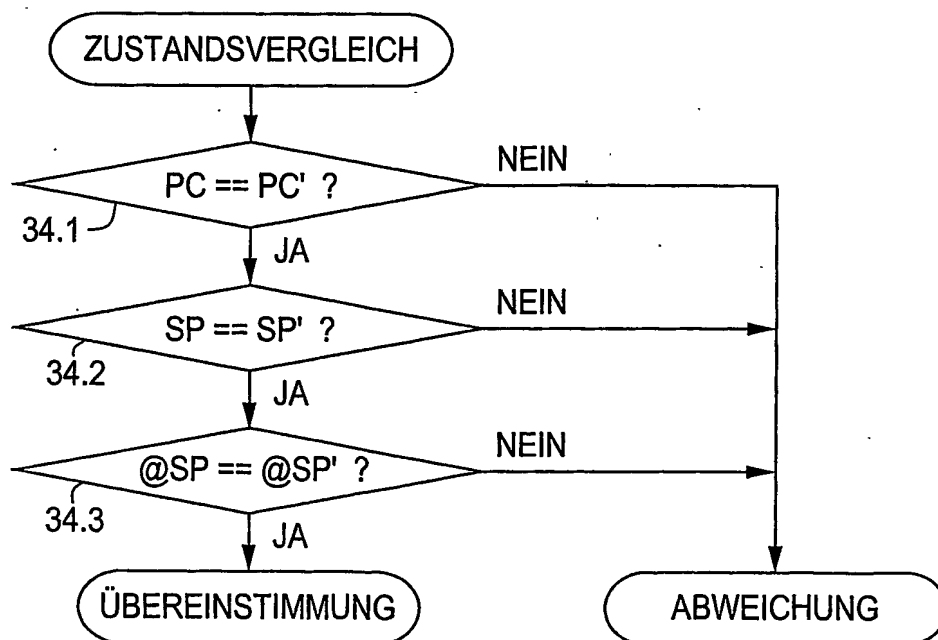 ZUSTANDSVERGLEICH
PC == PC' ?
NEIN
34.1
JA
SP == SP' ?
NEIN
34.2
JA
@SP == @SP' ?
NEIN
34.3
JA
ÜBEREINSTIMMUNG
ABWEICHUNG